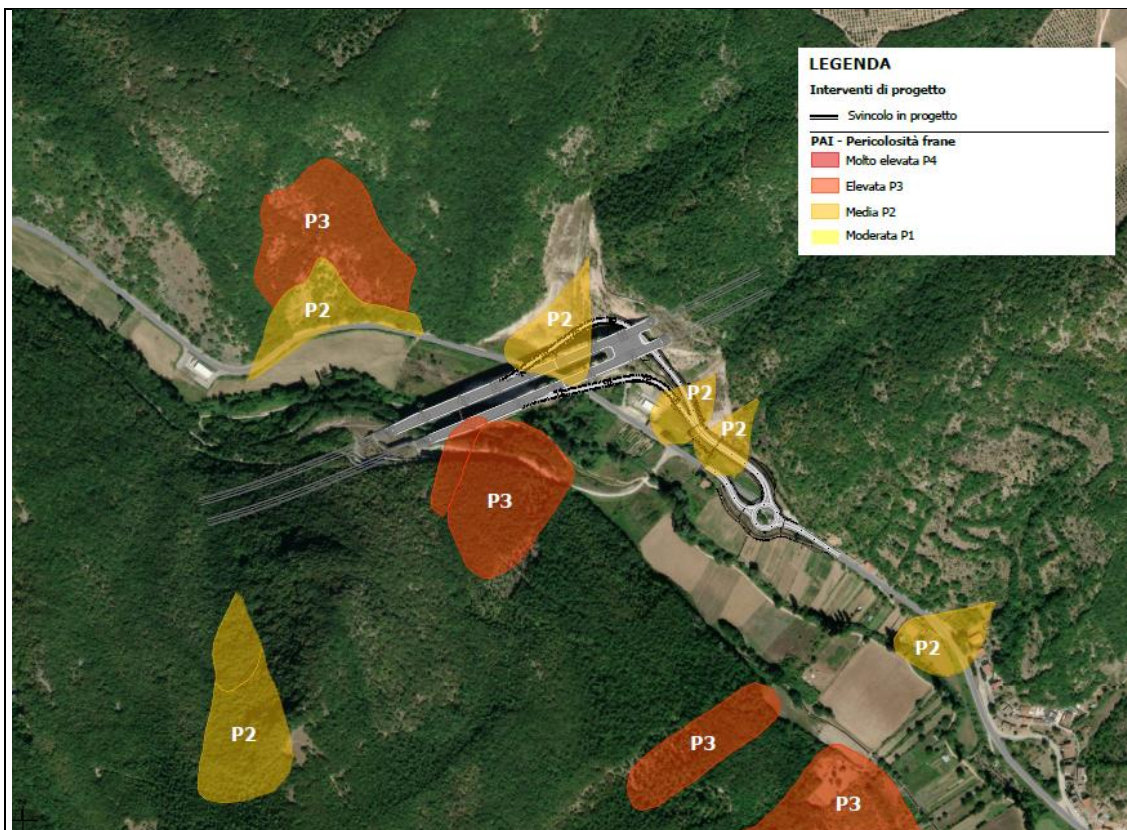 LEGENDA
Interventi di progetto
Svincolo in progetto
PAI - Pericolosità frane
Molto elevata P4
Elevata P3
Media P2
Moderata P1
P3
P2
P2
P2
P2
P3
P2
P2
P3
P3